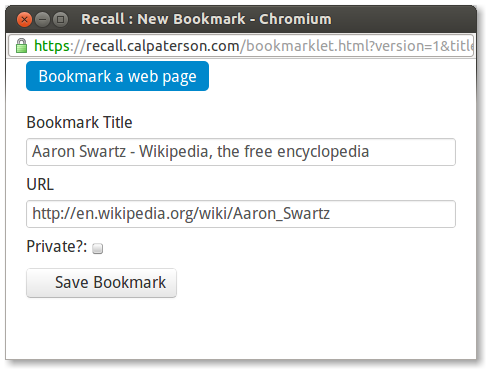 Recall : New Bookmark - Chromium
https://recall.calpaterson.com/bookmarklet.html?version=1&title
Bookmark a web page
Bookmark Title
Aaron Swartz - Wikipedia, the free encyclopedia
URL
http://en.wikipedia.org/wiki/Aaron_Swartz
Private?:
Save Bookmark